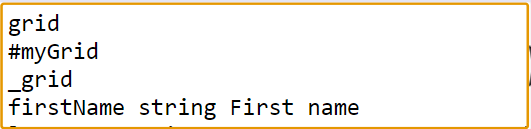 grid
#myGrid
_grid
firstName string First name